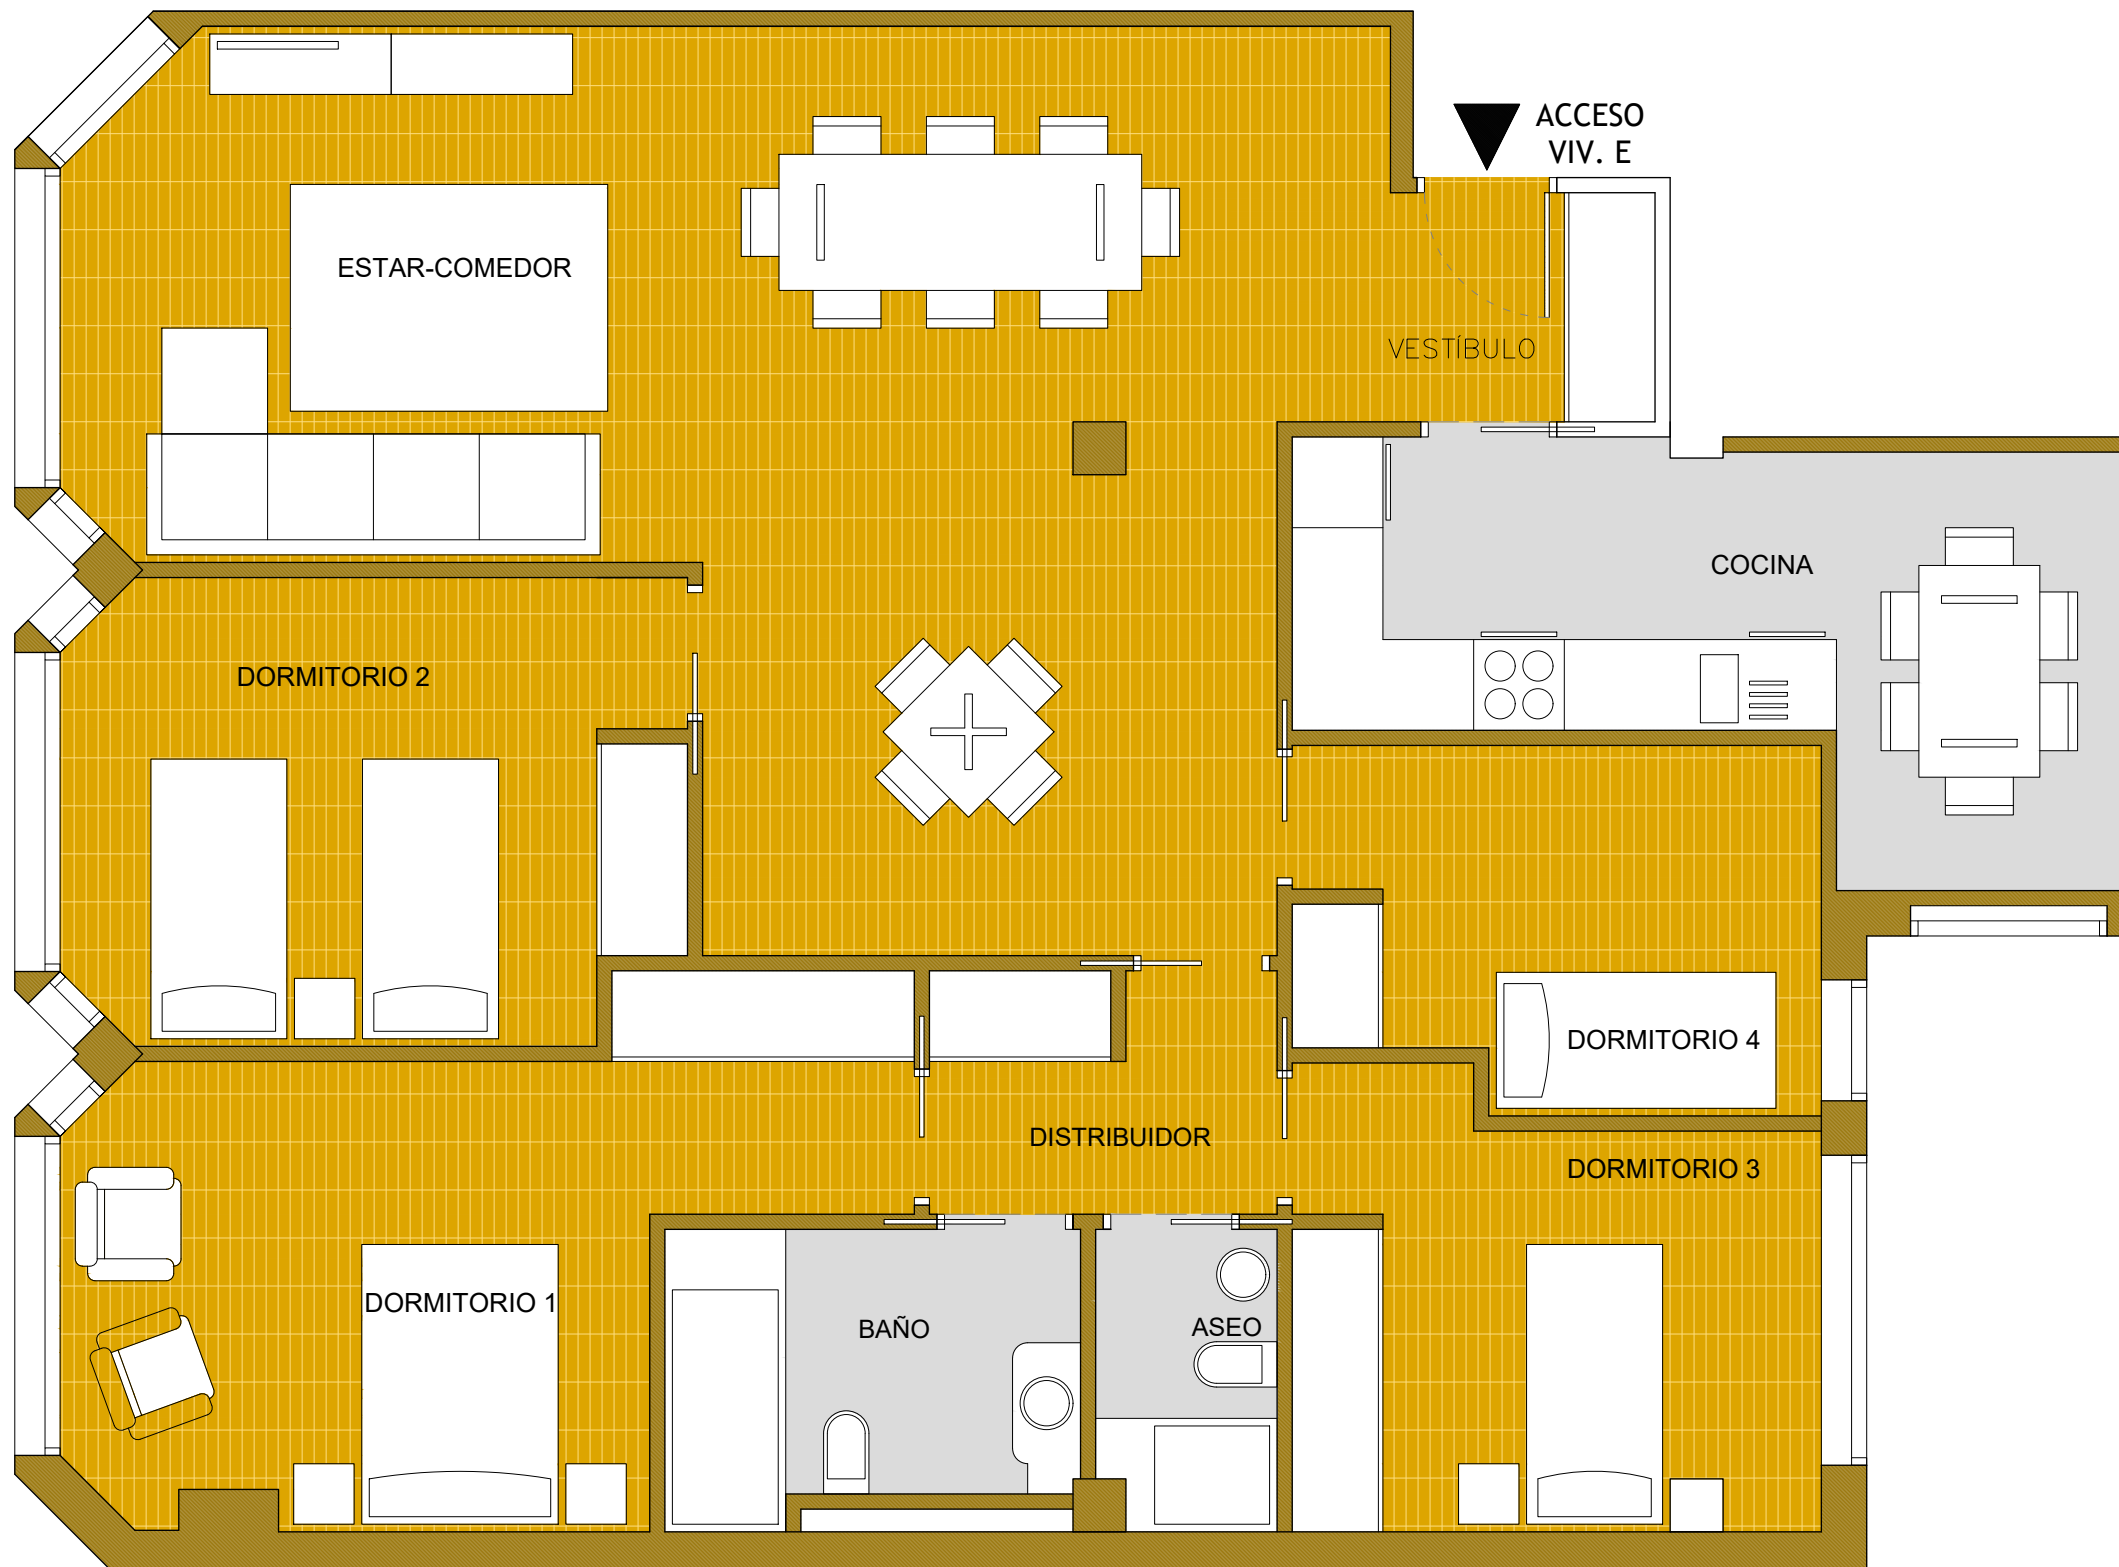 ACCESO
VIV. E
ESTAR-COMEDOR
VESTÍBULO
COCINA
DORMITORIO 2
DORMITORIO 4
DISTRIBUIDOR
DORMITORIO 3
DORMITORIO 1
BAÑO
ASEO